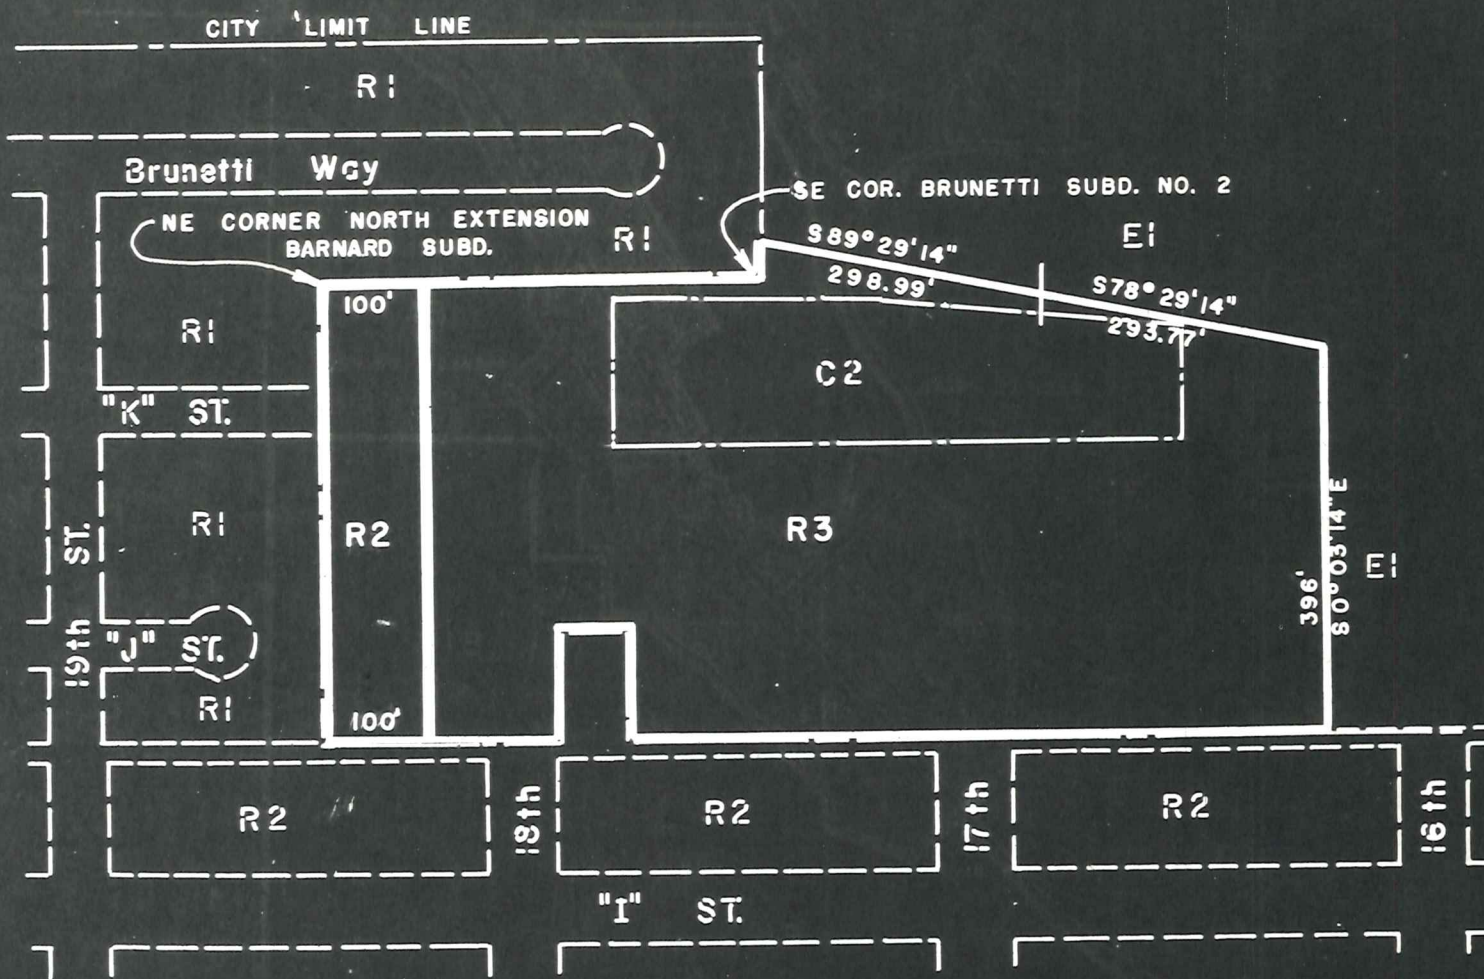 CITY LIMIT LINE
R1
Brunetti Way
SE COR. BRUNETTI SUBD. NO. 2
NE CORNER NORTH EXTENSION
BARNARD SUBD.
R1
S89°29'14"
298.99'
E1
S78°29'14"
293.77'
100'
R1
C2
"K" ST.
R1
R2
R3
19th ST.
396'
S0°03'14"E
E1
"J" ST.
R1
100'
R2
18th
R2
17th
R2
16th
"I" ST.